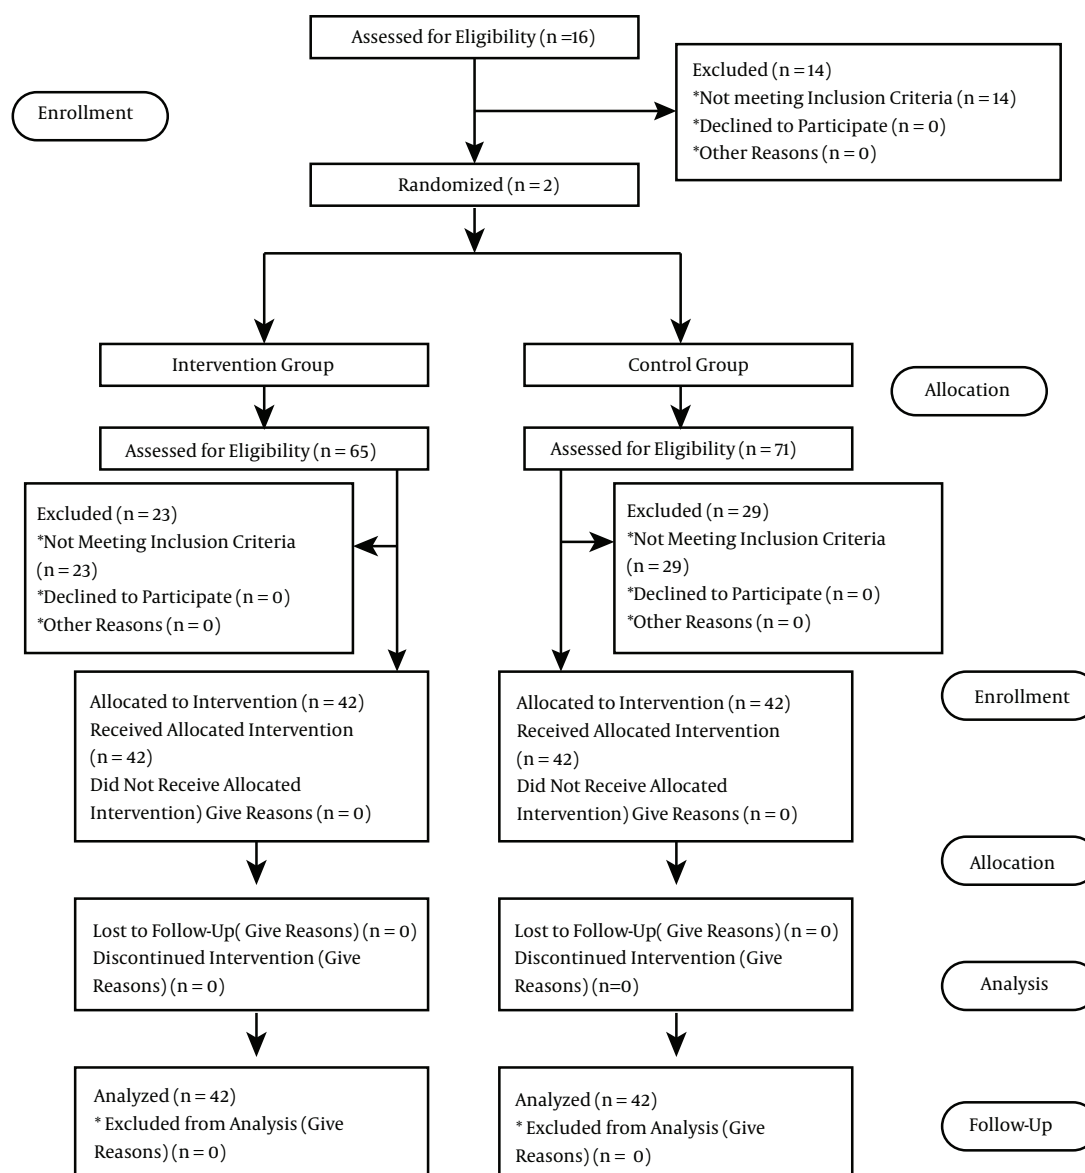 Assessed for Eligibility (n =16)
Excluded (n = 14)
*Not meeting Inclusion Criteria (n = 14)
*Declined to Participate (n = 0)
*Other Reasons (n = 0)
Enrollment
Randomized (n = 2)
Intervention Group
Control Group
Allocation
Assessed for Eligibility (n = 65)
Assessed for Eligibility (n = 71)
Excluded (n = 23)
*Not Meeting Inclusion Criteria
(n = 23)
*Declined to Participate (n = 0)
*Other Reasons (n = 0)
Excluded (n = 29)
*Not Meeting Inclusion Criteria
(n = 29)
*Declined to Participate (n = 0)
*Other Reasons (n = 0)
Allocated to Intervention (n = 42)
Received Allocated Intervention
(n = 42)
Did Not Receive Allocated
Intervention) Give Reasons (n = 0)
Allocated to Intervention (n = 42)
Received Allocated Intervention
(n = 42)
Did Not Receive Allocated
Intervention) Give Reasons (n = 0)
Enrollment
Allocation
Lost to Follow-Up( Give Reasons) (n = 0)
Discontinued Intervention (Give
Reasons) (n = 0)
Lost to Follow-Up( Give Reasons) (n = 0)
Discontinued Intervention (Give
Reasons) (n=0)
Analysis
Analyzed (n = 42)
* Excluded from Analysis (Give
Reasons) (n = 0)
Analyzed (n = 42)
* Excluded from Analysis (Give
Reasons) (n = 0)
Follow-Up